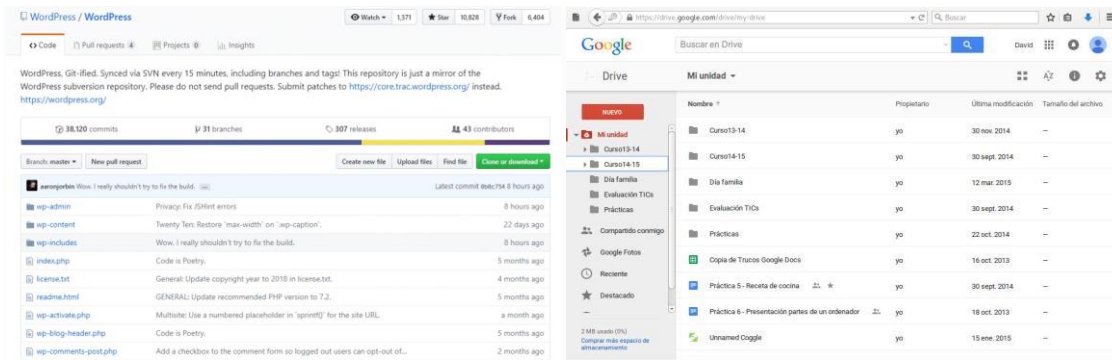 WordPress / WordPress
Watch 1,371 Star 10,828 Fork 6,404
Code Pull requests 4 Projects 0 Insights
WordPress, Git-ified. Synced via SVN every 15 minutes, including branches and tags! This repository is just a mirror of the
WordPress subversion repository. Please do not send pull requests. Submit patches to https://core.trac.wordpress.org/ instead.
https://wordpress.org/
38,120 commits 31 branches 307 releases 43 contributors
Branch: master New pull request Create new file Upload files Find file Clone or download
aaronjorbin Wow. I really shouldn't try to fix the build. Latest commit 8 hours ago
wp-admin Privacy: Fix JSHint errors 8 hours ago
wp-content Twenty Ten: Restore `max-width` on `.wp-caption`. 22 days ago
wp-includes Wow. I really shouldn't try to fix the build. 8 hours ago
index.php Code is Poetry. 5 months ago
license.txt General: Update copyright year to 2018 in license.txt. 4 months ago
readme.html GENERAL: Update recommended PHP version to 7.2. 5 months ago
wp-activate.php Multisite: Use a numbered placeholder in `sprintf()` for the site URL. a month ago
wp-blog-header.php Code is Poetry. 5 months ago
wp-comments-post.php Add a checkbox to the comment form so logged out users can opt-out of... 2 months ago
https://drive.google.com/drive/my-drive Buscar
Google Buscar en Drive David
Drive Mi unidad
NUEVO
Mi unidad
Curso13-14
Curso14-15
Día familia
Evaluación TICs
Prácticas
Compartido conmigo
Google Fotos
Reciente
Destacado
2 MB usado (0%)
Comprar más espacio de
almacenamiento
Nombre ↑ Propietario Última modificación Tamaño del archivo
Curso13-14 yo 30 nov. 2014 —
Curso14-15 yo 30 sept. 2014 —
Día familia yo 12 mar. 2015 —
Evaluación TICs yo 30 sept. 2014 —
Prácticas yo 22 oct. 2014 —
Copia de Trucos Google Docs yo 16 oct. 2013 —
Práctica 5 - Receta de cocina yo 30 sept. 2014 —
Práctica 6 - Presentación partes de un ordenador yo 18 oct. 2013 —
Unnamed Coggle yo 15 ene. 2015 —